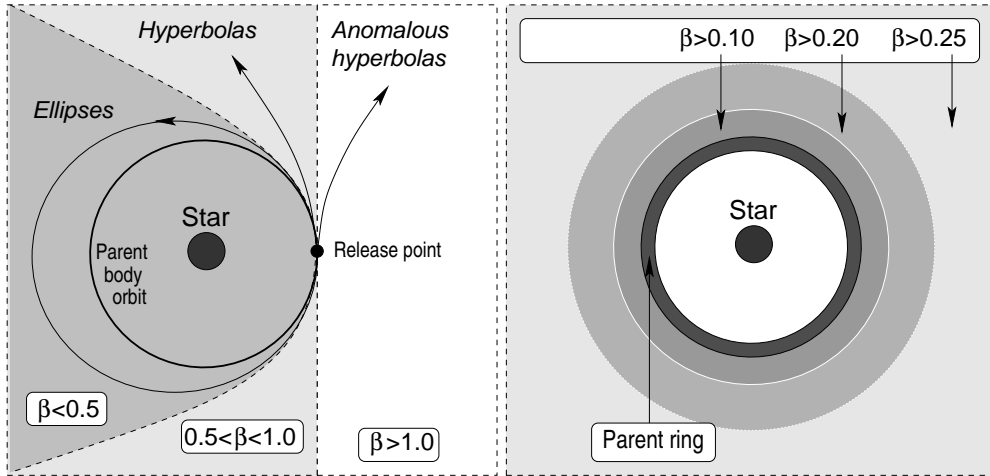 Hyperbolas
Anomalous
hyperbolas
Ellipses
Star
Parent
body
orbit
Release point
β<0.5
0.5<β<1.0
β>1.0
β>0.10 β>0.20 β>0.25
Star
Parent ring